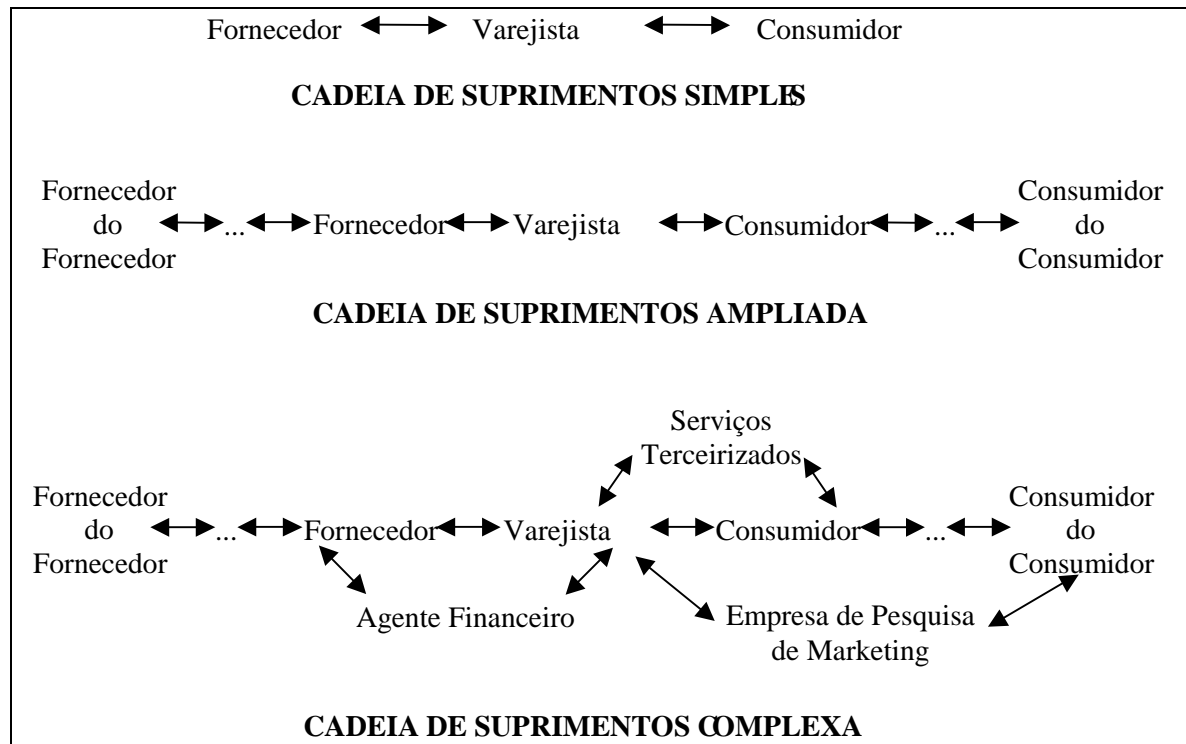 Fornecedor Varejista Consumidor
CADEIA DE SUPRIMENTOS SIMPLES
Fornecedor
do
Fornecedor
... Fornecedor Varejista Consumidor ...
Consumidor
do
Consumidor
CADEIA DE SUPRIMENTOS AMPLIADA
Serviços
Terceirizados
Fornecedor
do
Fornecedor
... Fornecedor Varejista Consumidor ...
Consumidor
do
Consumidor
Agente Financeiro
Empresa de Pesquisa
de Marketing
CADEIA DE SUPRIMENTOS COMPLEXA